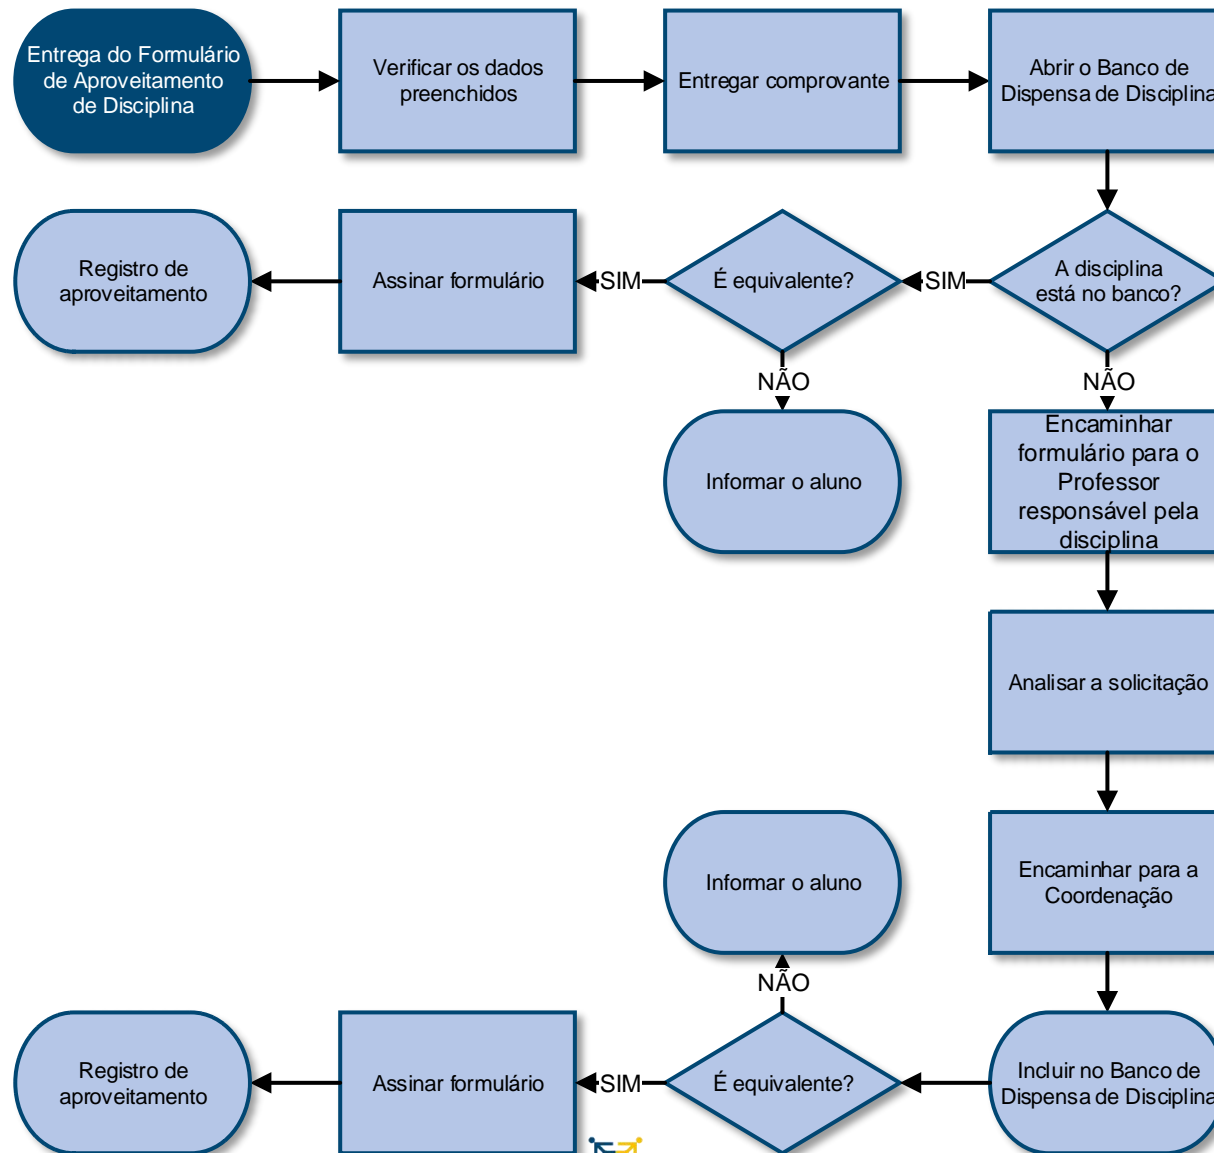 Entrega do Formulário
de Aproveitamento
de Disciplina
Verificar os dados
preenchidos
Entregar comprovante
Abrir o Banco de
Dispensa de Disciplina
Registro de
aproveitamento
Assinar formulário
SIM
É equivalente?
SIM
A disciplina
está no banco?
NÃO
NÃO
Informar o aluno
Encaminhar
formulário para o
Professor
responsável pela
disciplina
Analisar a solicitação
Informar o aluno
Encaminhar para a
Coordenação
NÃO
Registro de
aproveitamento
Assinar formulário
SIM
É equivalente?
Incluir no Banco de
Dispensa de Disciplina